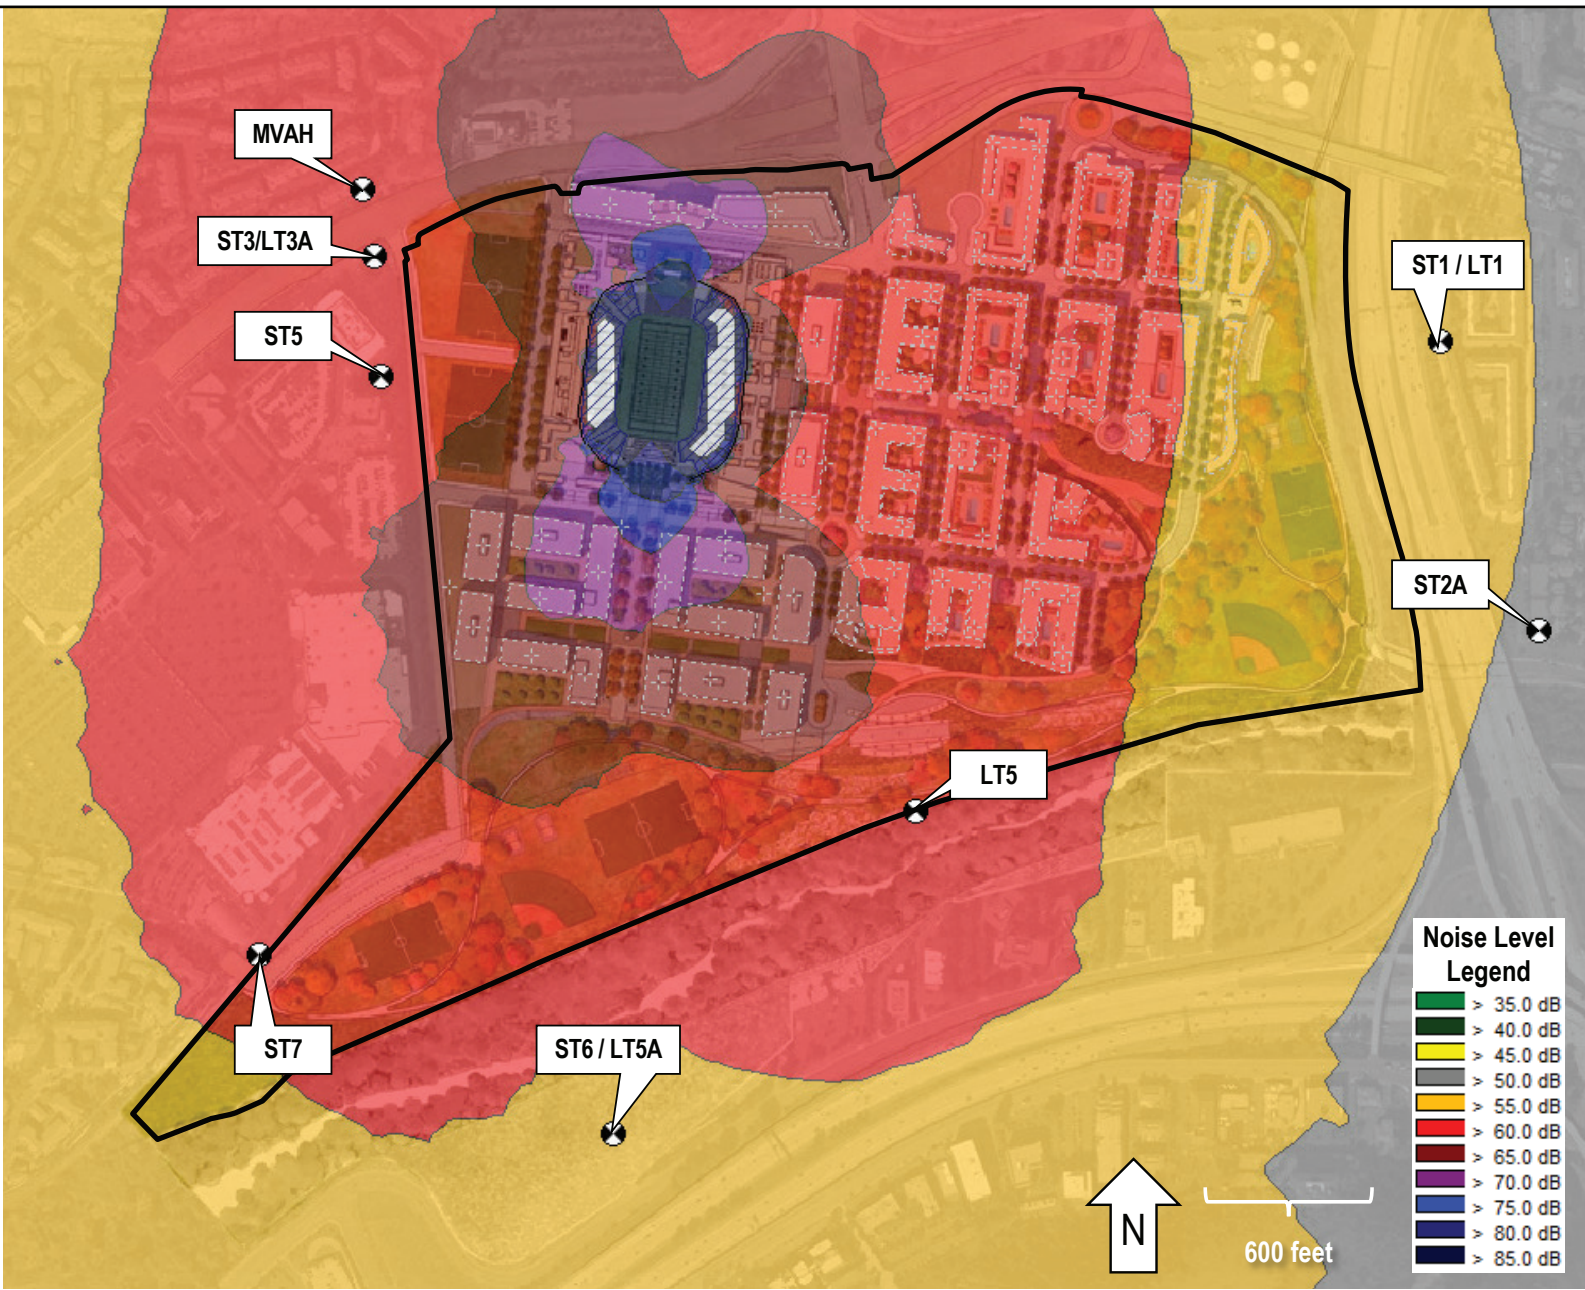 MVAH
ST3/LT3A
ST5
ST1 / LT1
ST2A
LT5
ST7
ST6 / LT5A
N
600 feet
Noise Level
Legend
> 35.0 dB
> 40.0 dB
> 45.0 dB
> 50.0 dB
> 55.0 dB
> 60.0 dB
> 65.0 dB
> 70.0 dB
> 75.0 dB
> 80.0 dB
> 85.0 dB